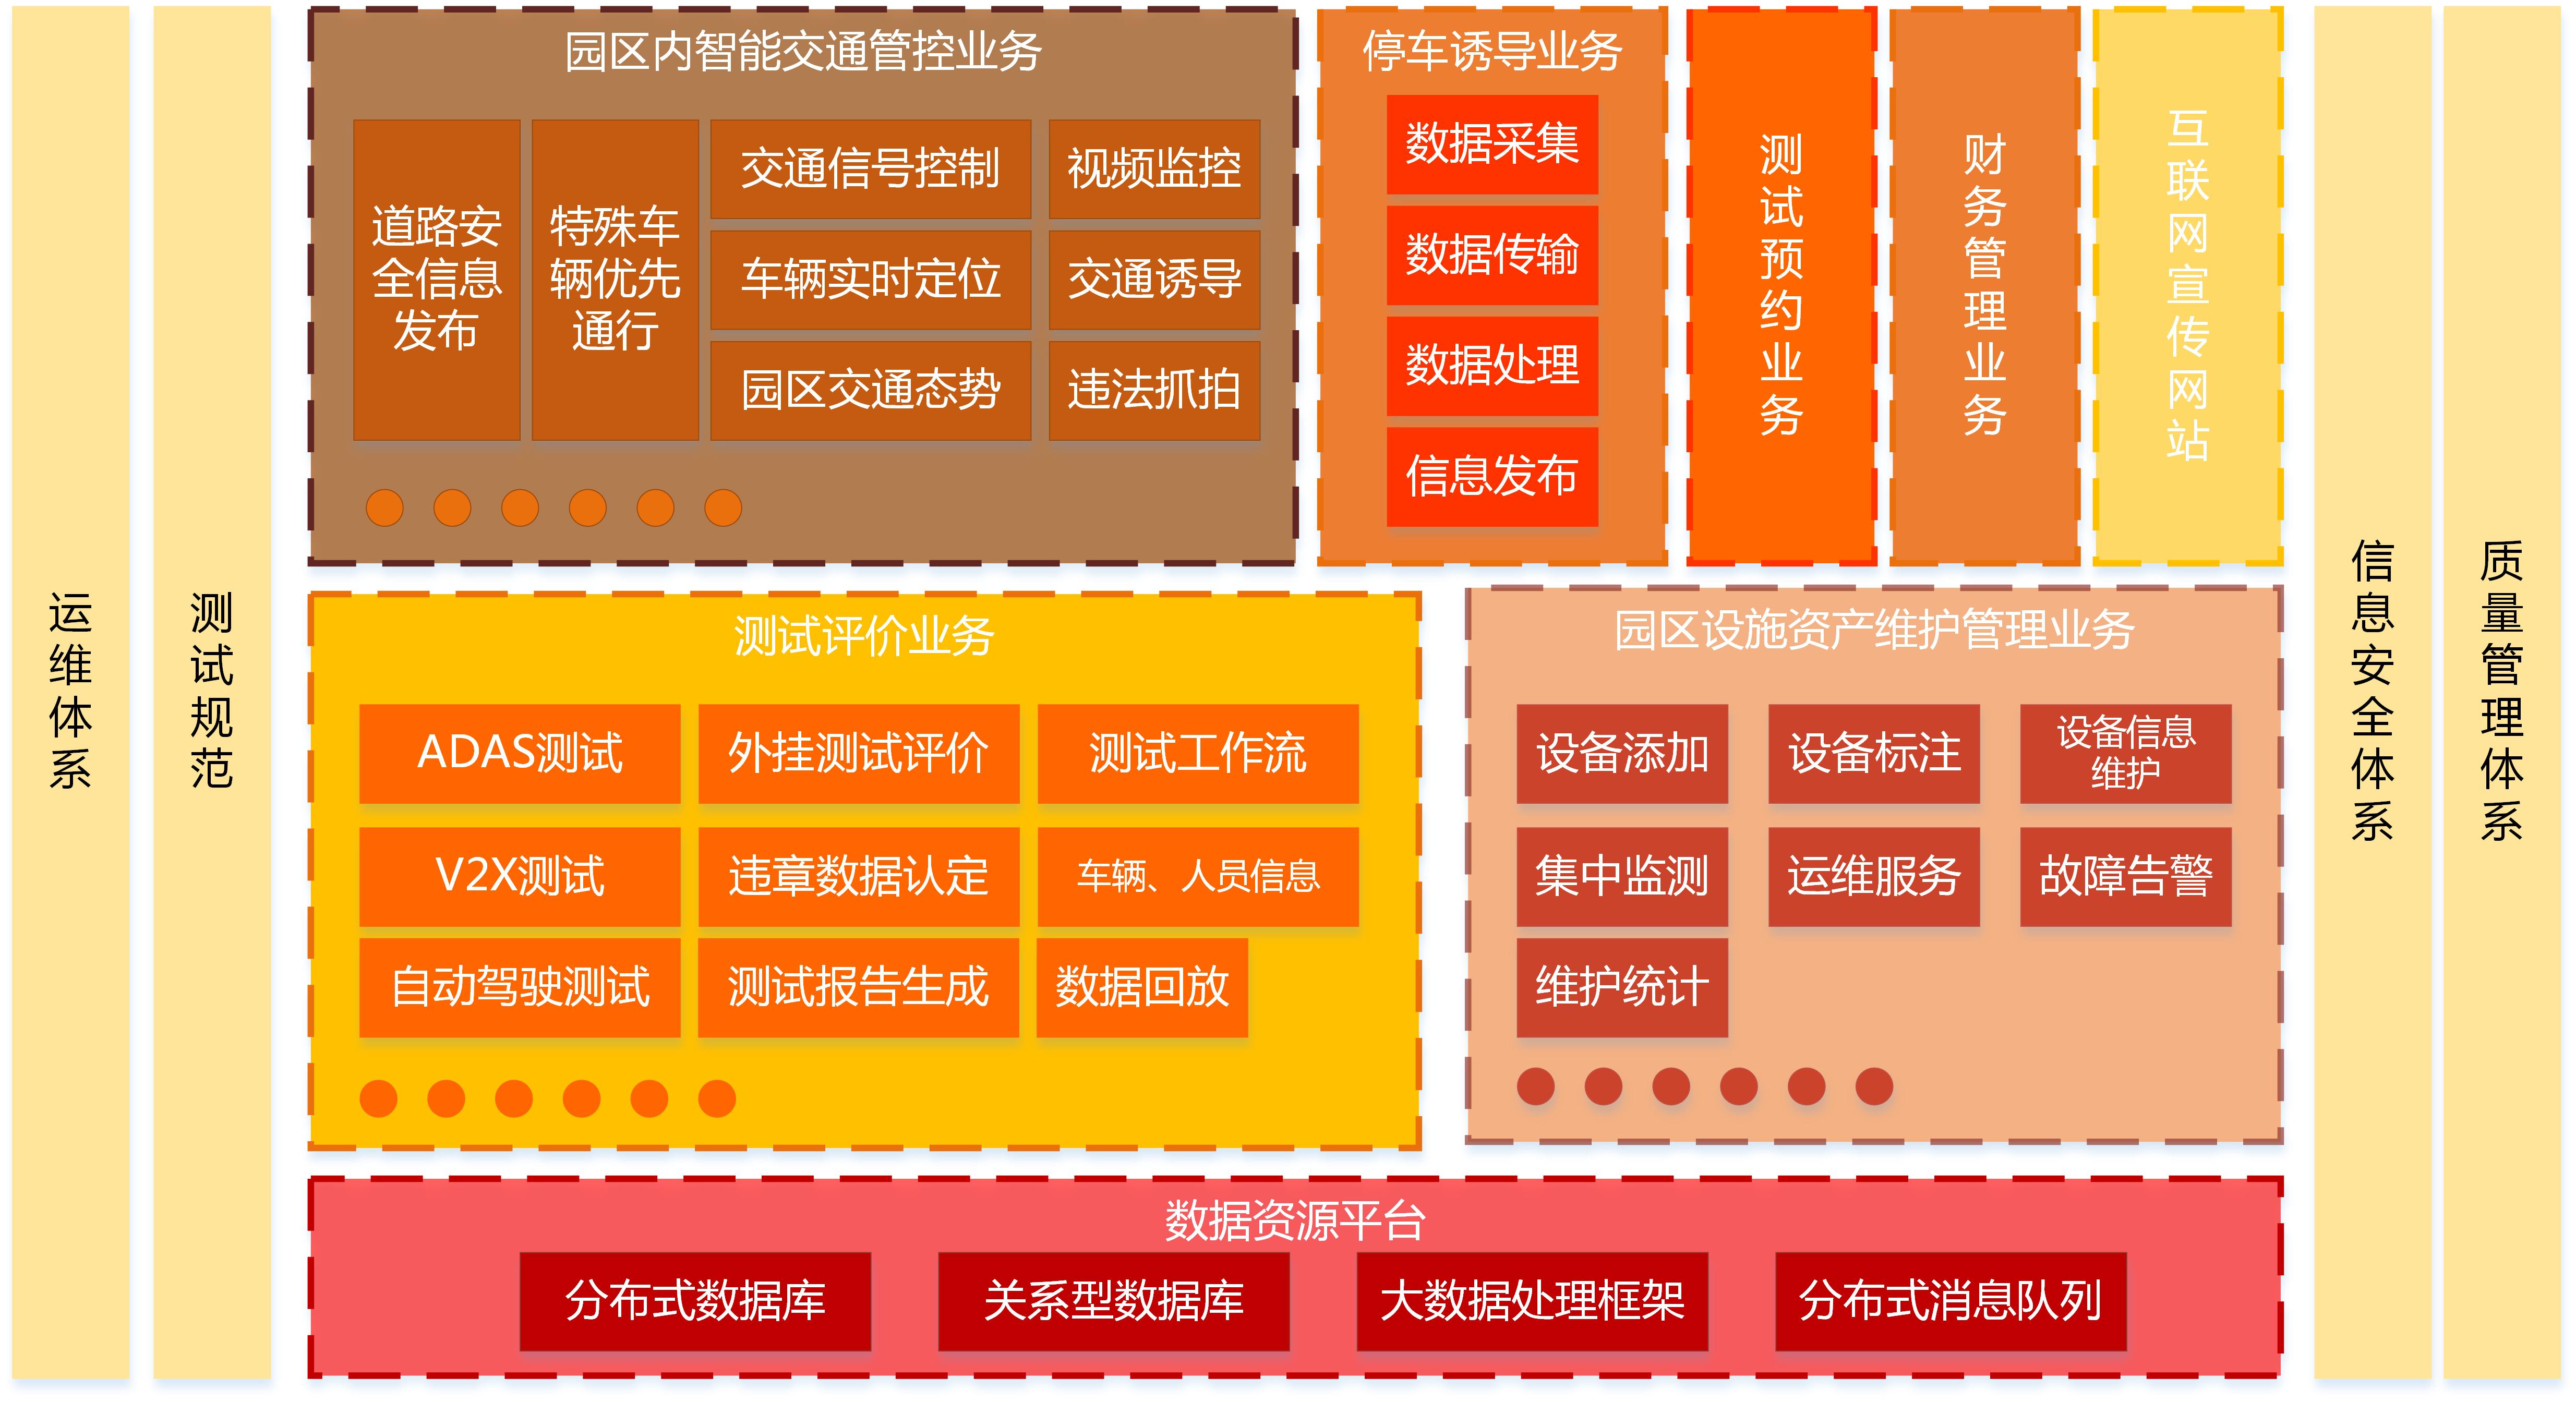 运维体系
测试规范
园区内智能交通管控业务
道路安
全信息
发布
特殊车
辆优先
通行
交通信号控制
视频监控
车辆实时定位
交通诱导
园区交通态势
违法抓拍
停车诱导业务
数据采集
数据传输
数据处理
信息发布
测试预约业务
财务管理业务
互联网宣传网站
测试评价业务
ADAS测试
外挂测试评价
测试工作流
V2X测试
违章数据认定
车辆、人员信息
自动驾驶测试
测试报告生成
数据回放
园区设施资产维护管理业务
设备添加
设备标注
设备信息
维护
集中监测
运维服务
故障告警
维护统计
数据资源平台
分布式数据库
关系型数据库
大数据处理框架
分布式消息队列
信息安全体系
质量管理体系